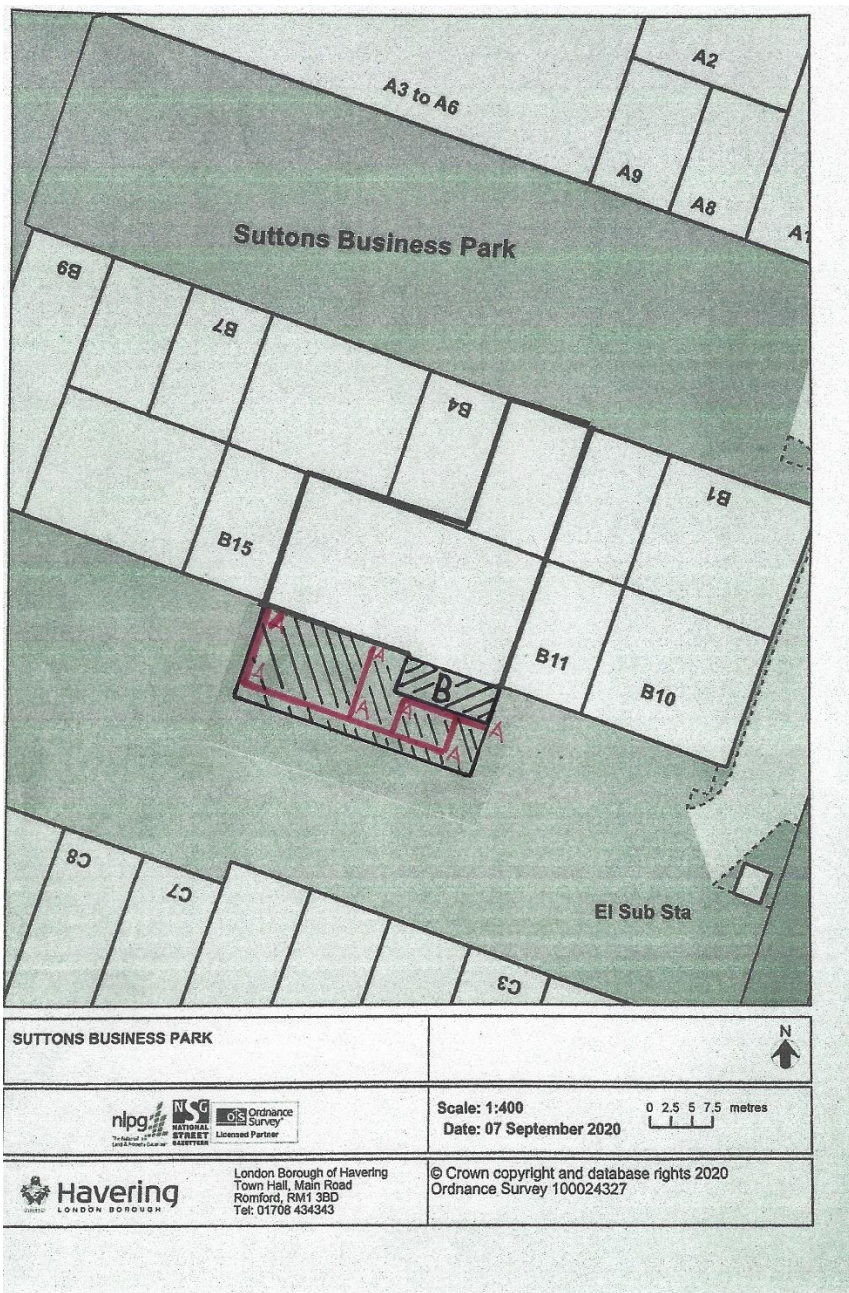 A2
A3 to A6
A9
A8
A1
Suttons Business Park
B9
B7
B4
B1
B15
B11
B10
A
A
A
A
A
A
A
B
C8
C7
C3
El Sub Sta
SUTTONS BUSINESS PARK
N
nlpg
NSG
NATIONAL
STREET
GAZETTEER
os Ordnance
Survey
Licensed Partner
Scale: 1:400
Date: 07 September 2020
0 2.5 5 7.5 metres
Havering
LONDON BOROUGH
London Borough of Havering
Town Hall, Main Road
Romford, RM1 3BD
Tel: 01708 434343
© Crown copyright and database rights 2020
Ordnance Survey 100024327